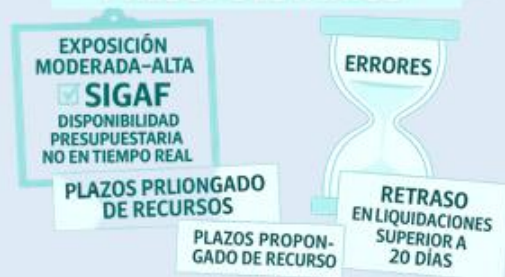 EXPOSICIÓN
MODERADA–ALTA
SIGAF
DISPONIBILIDAD
PRESUPUESTARIA
NO EN TIEMPO REAL
ERRORES
PLAZOS PRLIONGADO
DE RECURSOS
PLAZOS PROPON-
GADO DE RECURSO
RETRASO
EN LIQUIDACIONES
SUPERIOR A
20 DÍAS